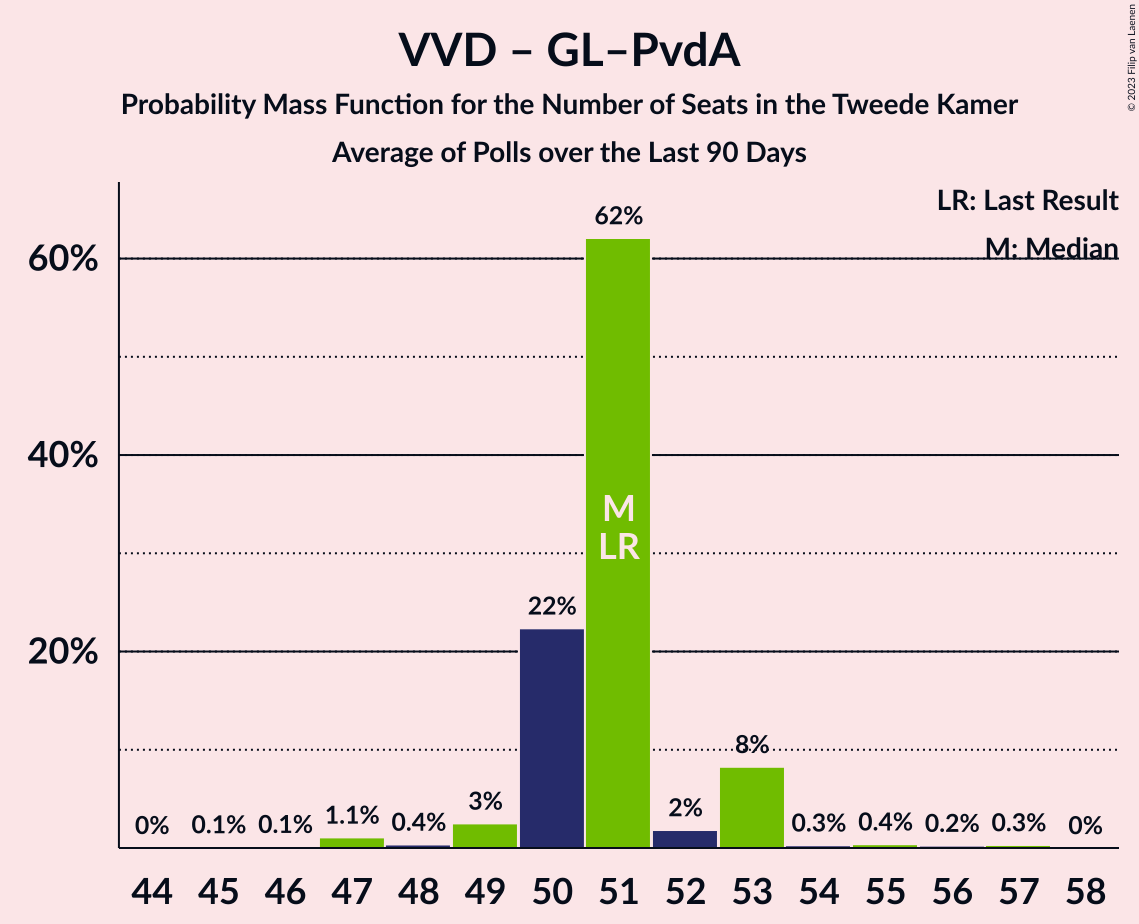 VVD – GL–PvdA
Probability Mass Function for the Number of Seats in the Tweede Kamer
Average of Polls over the Last 90 Days
© 2023 Filip van Laenen
LR: Last Result
M: Median
60%
40%
20%
0%
0.1%
0.1%
1.1%
0.4%
3%
22%
62%
M
LR
2%
8%
0.3%
0.4%
0.2%
0.3%
0%
44 45 46 47 48 49 50 51 52 53 54 55 56 57 58